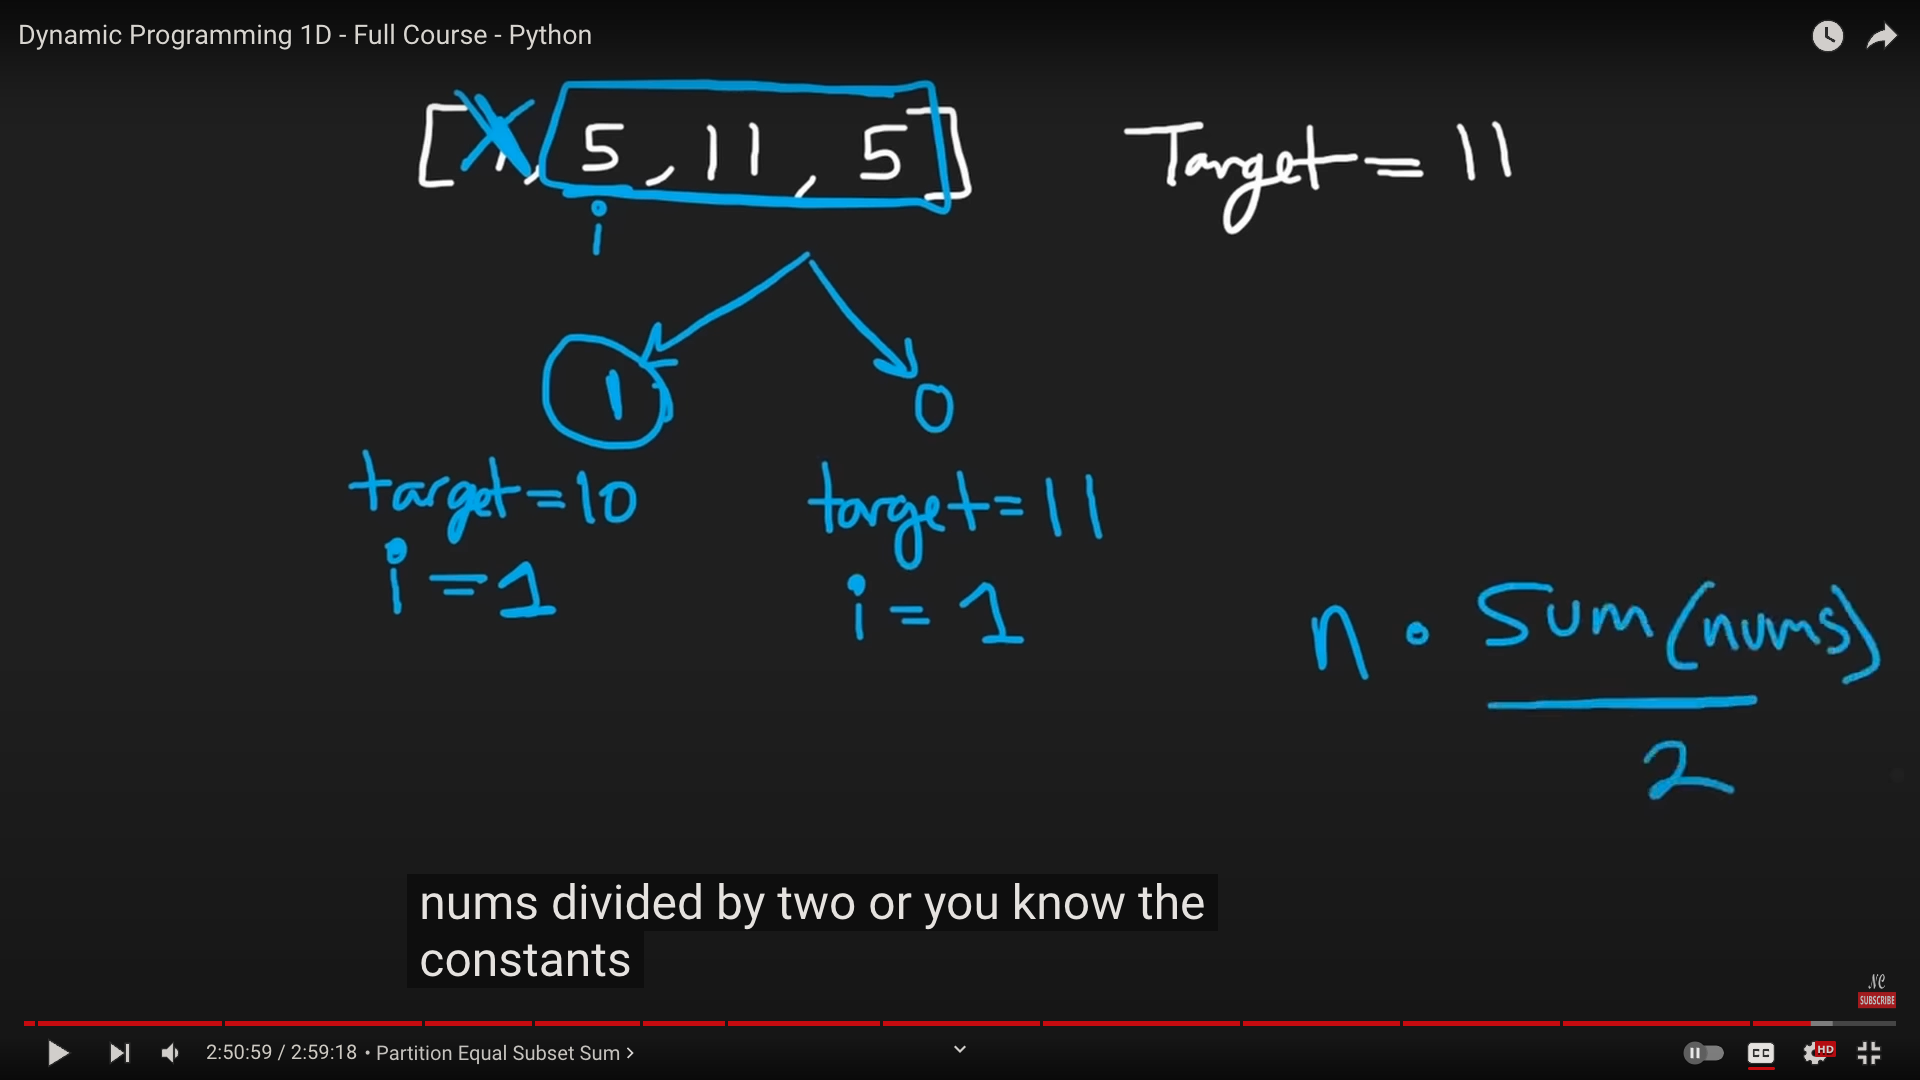 Dynamic Programming 1D - Full Course - Python
[1, 5, 11, 5] Target = 11
i
1 0
target = 10 target = 11
i = 1 i = 1
n • Sum(nums)
2
nums divided by two or you know the
constants
NC
SUBSCRIBE
2:50:59 / 2:59:18 • Partition Equal Subset Sum >
CC
HD